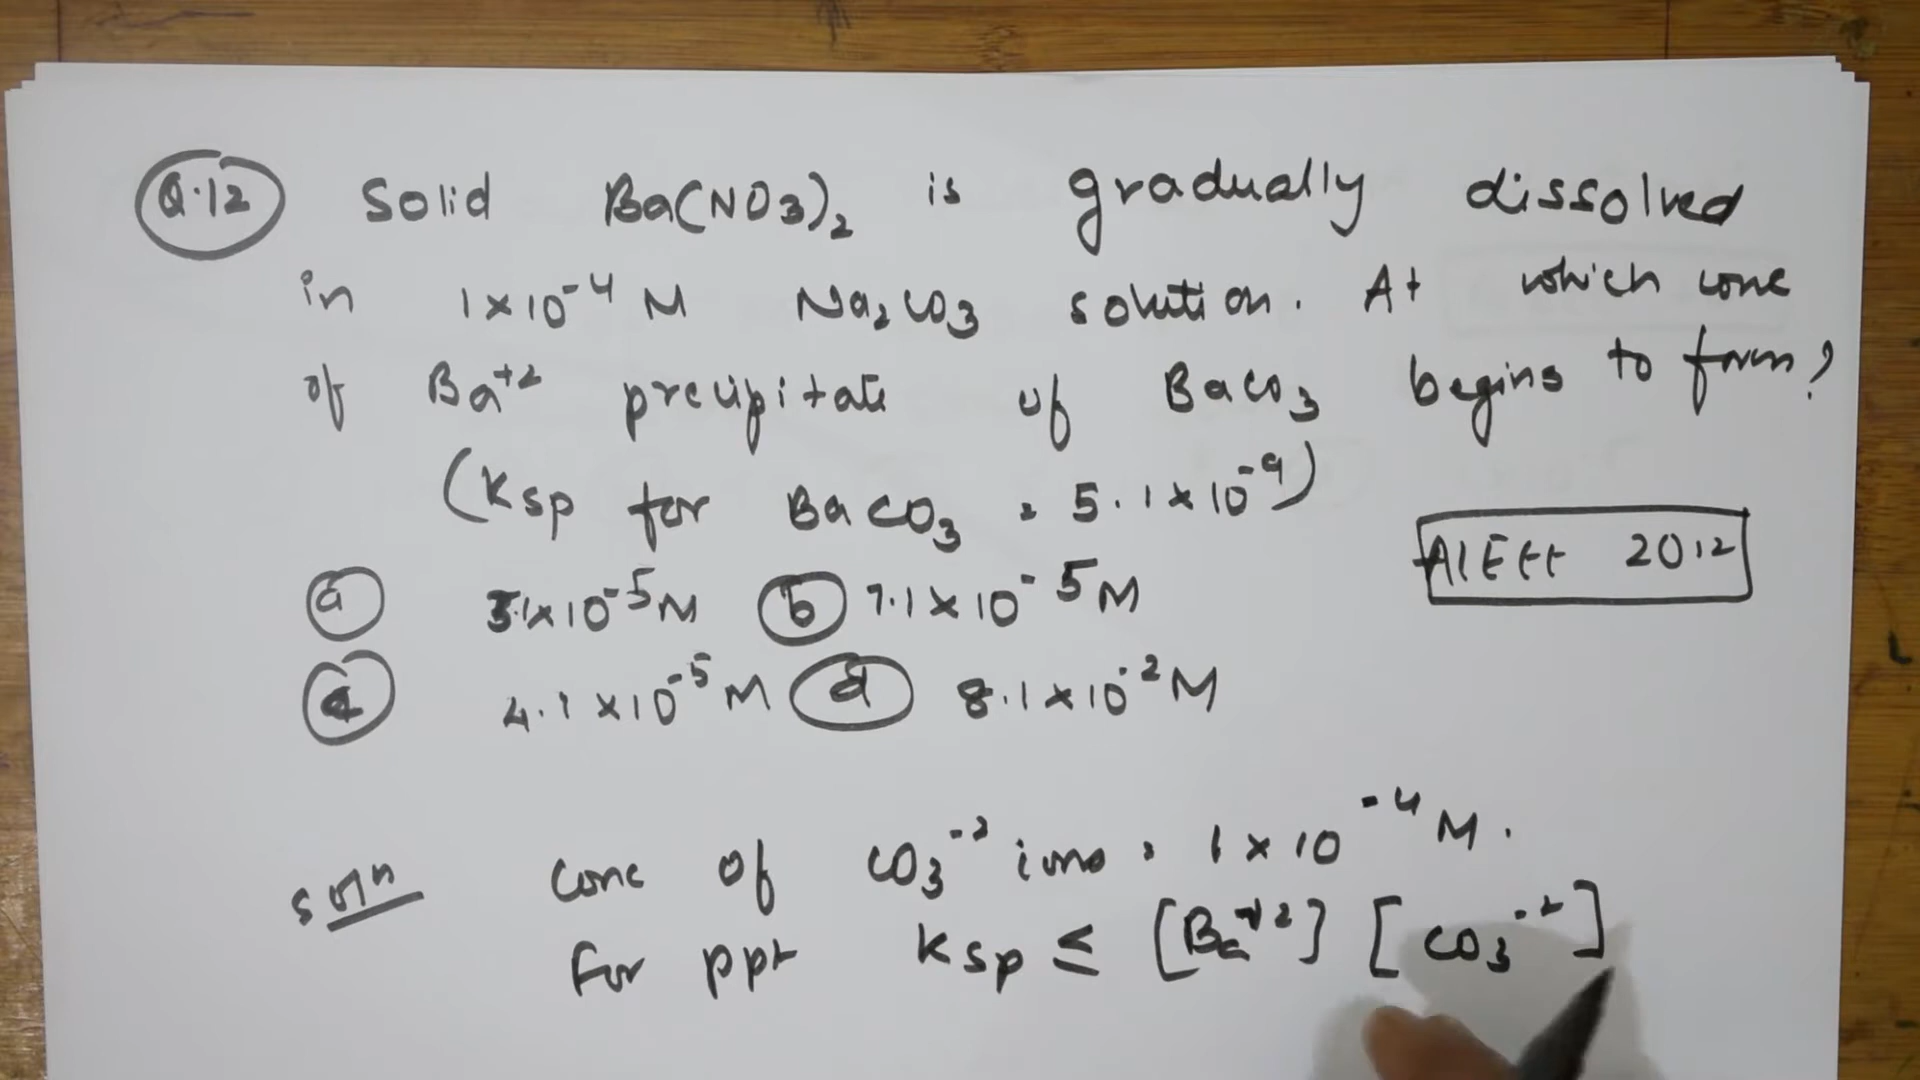 Q.12 Solid Ba(NO3)2 is gradually dissolved
in 1×10-4 M Na2CO3 solution. At which conc
of Ba+2 precipitate of BaCO3 begins to form?
(Ksp for BaCO3 = 5.1×10-9)
AIEEE 2012
a 5.1×10-5 M b 7.1×10-5 M
c 4.1×10-5 M d 8.1×10-2 M
soln conc of CO3-2 ions = 1×10-4 M.
For ppt Ksp ≤ [Ba+2] [CO3-2]